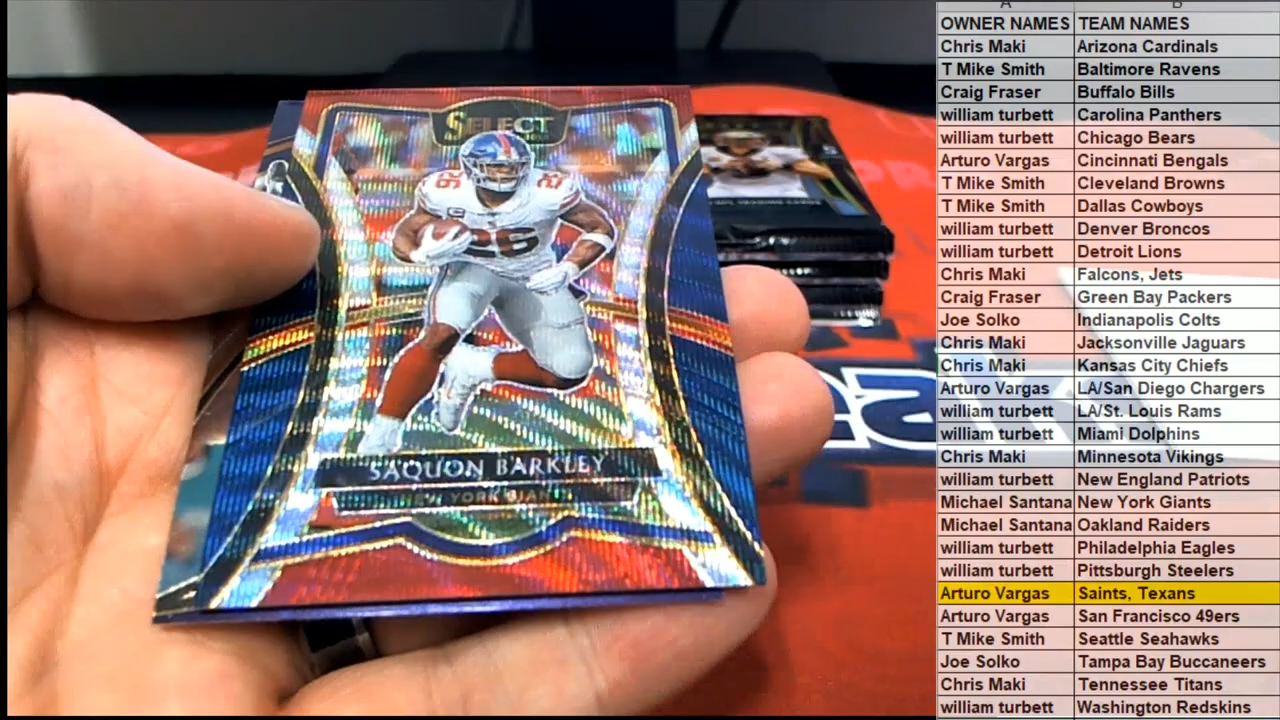 SELECT
26
26
26
SAQUON BARKLEY
NEW YORK GIANTS
A B
OWNER NAMES TEAM NAMES
Chris Maki Arizona Cardinals
T Mike Smith Baltimore Ravens
Craig Fraser Buffalo Bills
william turbett Carolina Panthers
william turbett Chicago Bears
Arturo Vargas Cincinnati Bengals
T Mike Smith Cleveland Browns
T Mike Smith Dallas Cowboys
william turbett Denver Broncos
william turbett Detroit Lions
Chris Maki Falcons, Jets
Craig Fraser Green Bay Packers
Joe Solko Indianapolis Colts
Chris Maki Jacksonville Jaguars
Chris Maki Kansas City Chiefs
Arturo Vargas LA/San Diego Chargers
william turbett LA/St. Louis Rams
william turbett Miami Dolphins
Chris Maki Minnesota Vikings
william turbett New England Patriots
Michael Santana New York Giants
Michael Santana Oakland Raiders
william turbett Philadelphia Eagles
william turbett Pittsburgh Steelers
Arturo Vargas Saints, Texans
Arturo Vargas San Francisco 49ers
T Mike Smith Seattle Seahawks
Joe Solko Tampa Bay Buccaneers
Chris Maki Tennessee Titans
william turbett Washington Redskins